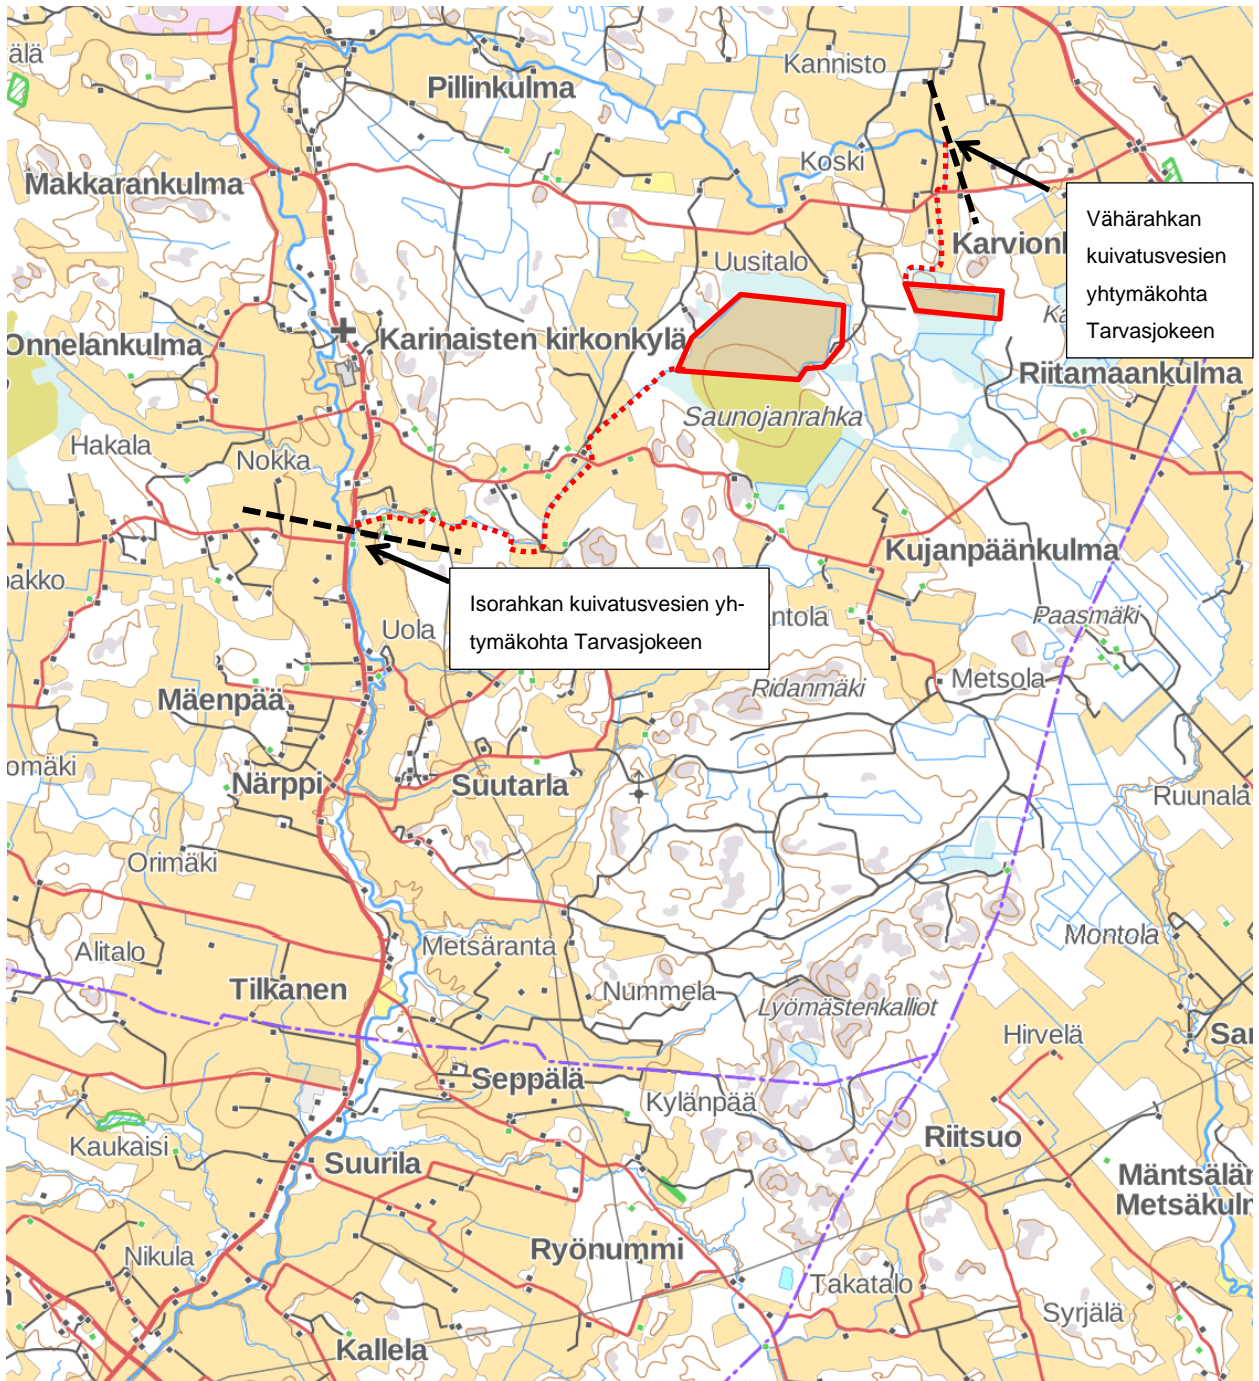 älä
Pillinkulma
Kannisto
Koski
Makkarankulma
Vähärahkan
kuivatusvesien
yhtymäkohta
Tarvasjokeen
Uusitalo
Onnelankulma
Karinaisten kirkonkylä
Riitamaankulma
Saunojanrahka
Hakala
Nokka
Kujanpäänkulma
Isorahkan kuivatusvesien yh-
tymäkohta Tarvasjokeen
Uola
Paasmäki
Metsola
Mäenpää
Ridanmäki
omäki
Närppi
Suutarla
Ruunala
Orimäki
Alitalo
Metsäranta
Montola
Tilkanen
Nummela
Lyömästenkalliot
Hirvelä
Seppälä
Kylänpää
Kaukaisi
Suurila
Riitsuo
Mäntsälän
Metsäkuln
Nikula
Ryönummi
Takatalo
Syrjälä
Kallela